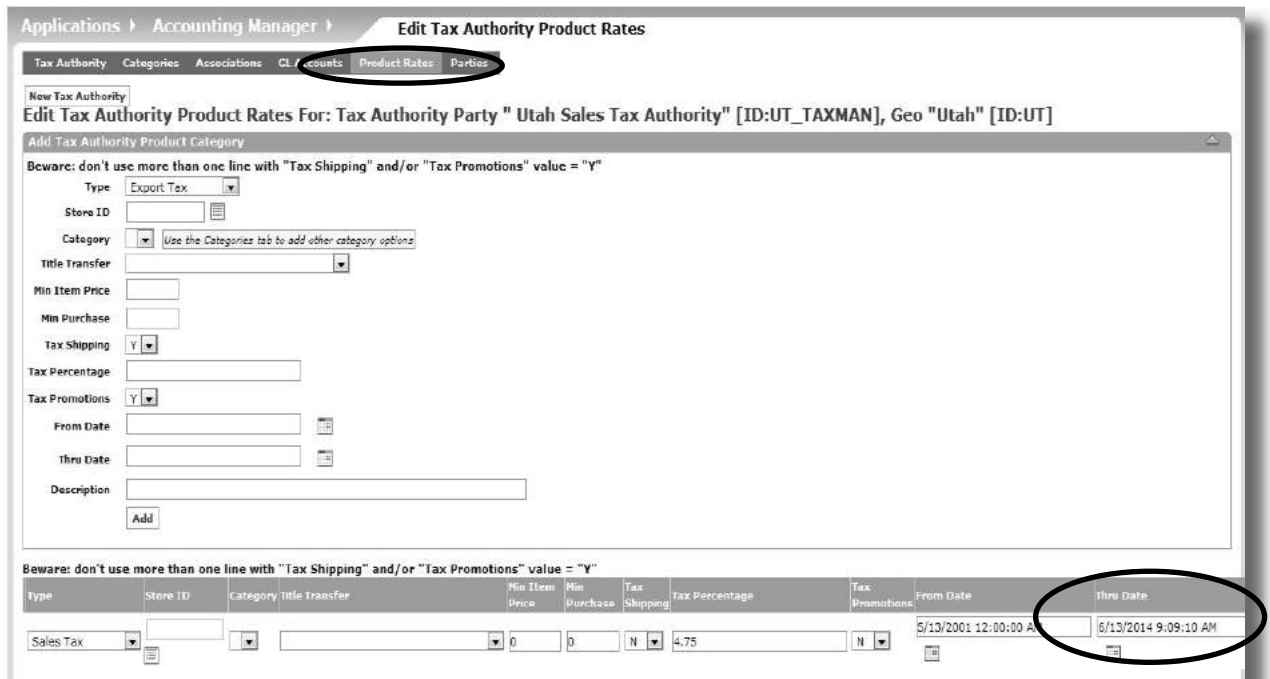 Applications Accounting Manager Edit Tax Authority Product Rates
Tax Authority Categories Associations GL Accounts Product Rates Parties
New Tax Authority
Edit Tax Authority Product Rates For: Tax Authority Party " Utah Sales Tax Authority" [ID:UT_TAXMAN], Geo "Utah" [ID:UT]
Add Tax Authority Product Category
Beware: don't use more than one line with "Tax Shipping" and/or "Tax Promotions" value = "Y"
Type Export Tax
Store ID
Category Use the Categories tab to add other category options
Title Transfer
Min Item Price
Min Purchase
Tax Shipping Y
Tax Percentage
Tax Promotions Y
From Date
Thru Date
Description
Add
Beware: don't use more than one line with "Tax Shipping" and/or "Tax Promotions" value = "Y"
Type Store ID Category Title Transfer Min Item Price Min Purchase Tax Shipping Tax Percentage Tax Promotions From Date Thru Date
Sales Tax 0 0 N 4.75 N 5/13/2001 12:00:00 AM 6/13/2014 9:09:10 AM